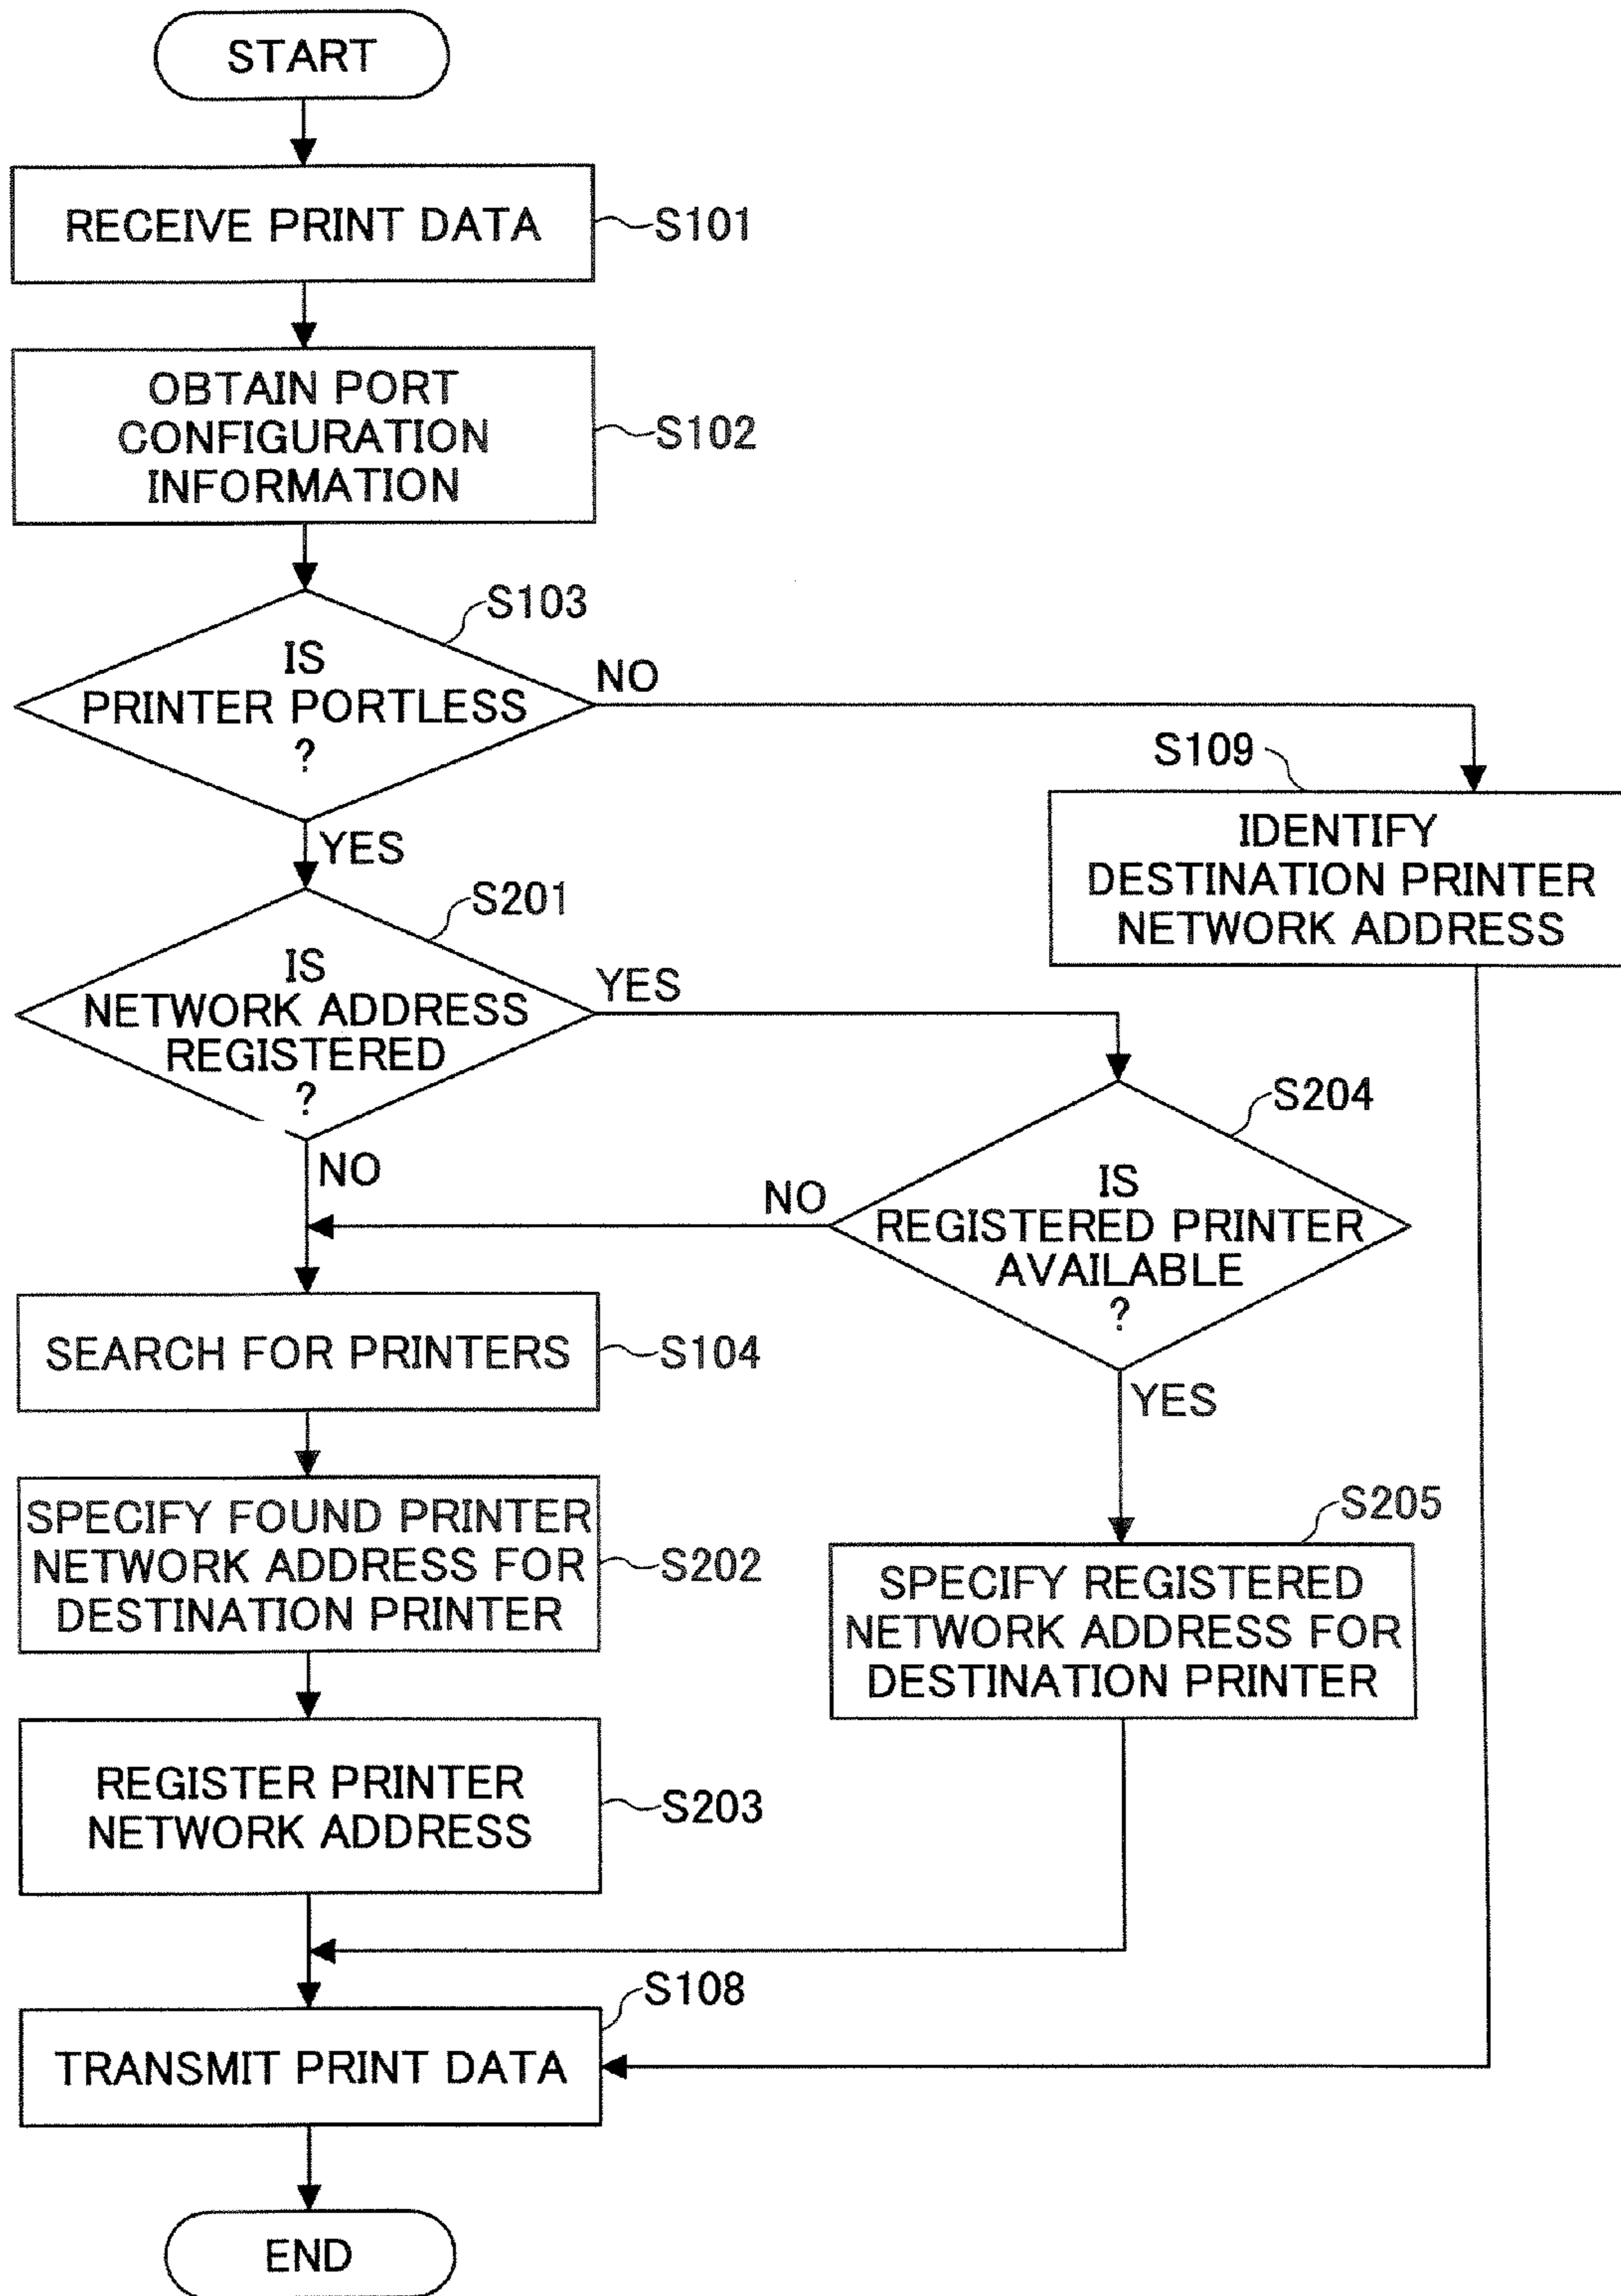 START
RECEIVE PRINT DATA
S101
OBTAIN PORT
CONFIGURATION
INFORMATION
S102
S103
IS
PRINTER PORTLESS
?
NO
YES
S109
IDENTIFY
DESTINATION PRINTER
NETWORK ADDRESS
S201
IS
NETWORK ADDRESS
REGISTERED
?
YES
NO
S204
IS
REGISTERED PRINTER
AVAILABLE
?
NO
YES
SEARCH FOR PRINTERS
S104
SPECIFY FOUND PRINTER
NETWORK ADDRESS FOR
DESTINATION PRINTER
S202
S205
SPECIFY REGISTERED
NETWORK ADDRESS FOR
DESTINATION PRINTER
REGISTER PRINTER
NETWORK ADDRESS
S203
S108
TRANSMIT PRINT DATA
END